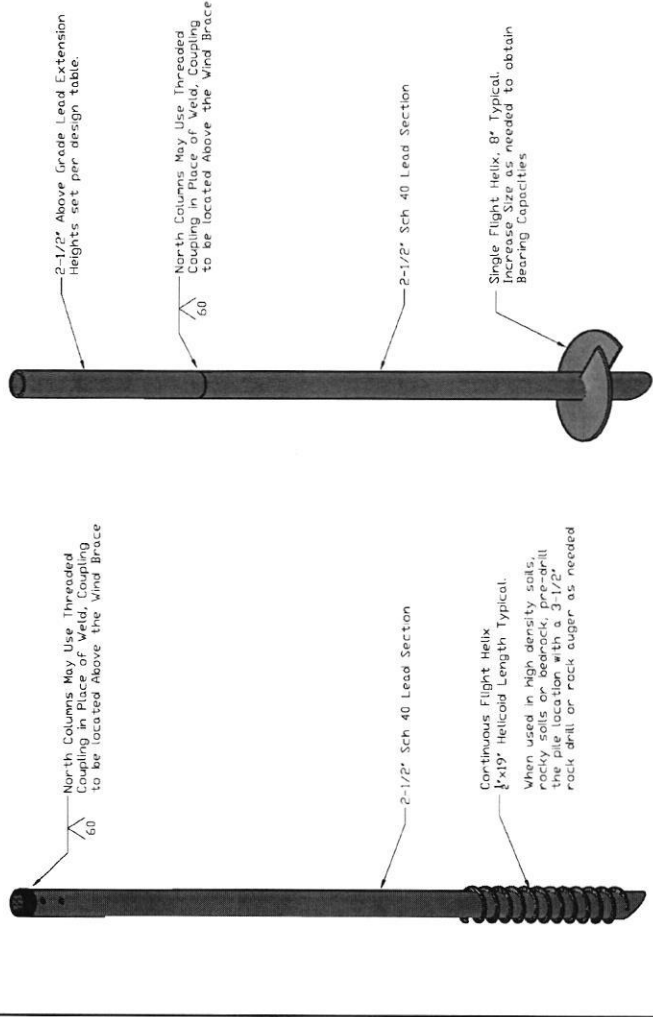 North Columns May Use Threaded
Coupling in Place of Weld, Coupling
to be located Above the Wind Brace
60
2-1/2" Sch 40 Lead Section
Continuous Flight Helix
"x19" Helicoid Length Typical.
When used in high density soils,
rocky soils or bedrock, pre-drill
the pile location with a 3-1/2"
rock drill or rock auger as needed
2-1/2" Above Grade Lead Extension
Heights set per design table.
North Columns May Use Threaded
Coupling in Place of Weld, Coupling
to be located Above the Wind Brace
60
2-1/2" Sch 40 Lead Section
Single Flight Helix, 8" Typical.
Increase Size as needed to obtain
Bearing Capacities